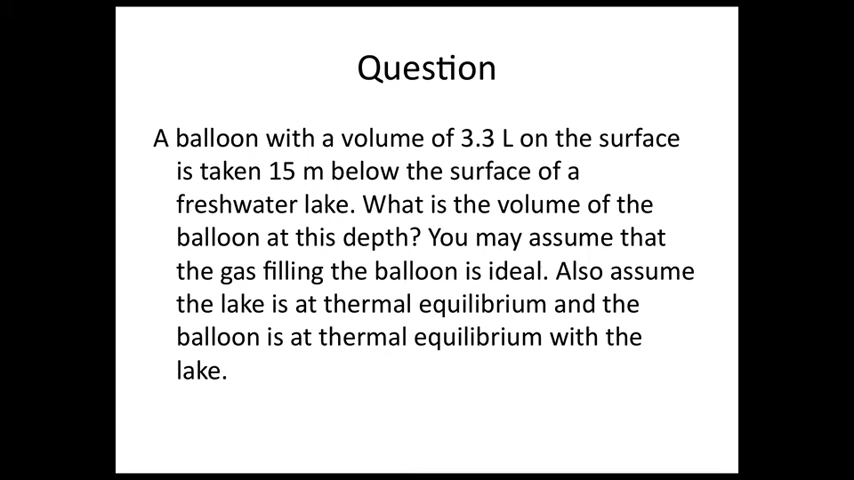 Question
A balloon with a volume of 3.3 L on the surface
is taken 15 m below the surface of a
freshwater lake. What is the volume of the
balloon at this depth? You may assume that
the gas filling the balloon is ideal. Also assume
the lake is at thermal equilibrium and the
balloon is at thermal equilibrium with the
lake.